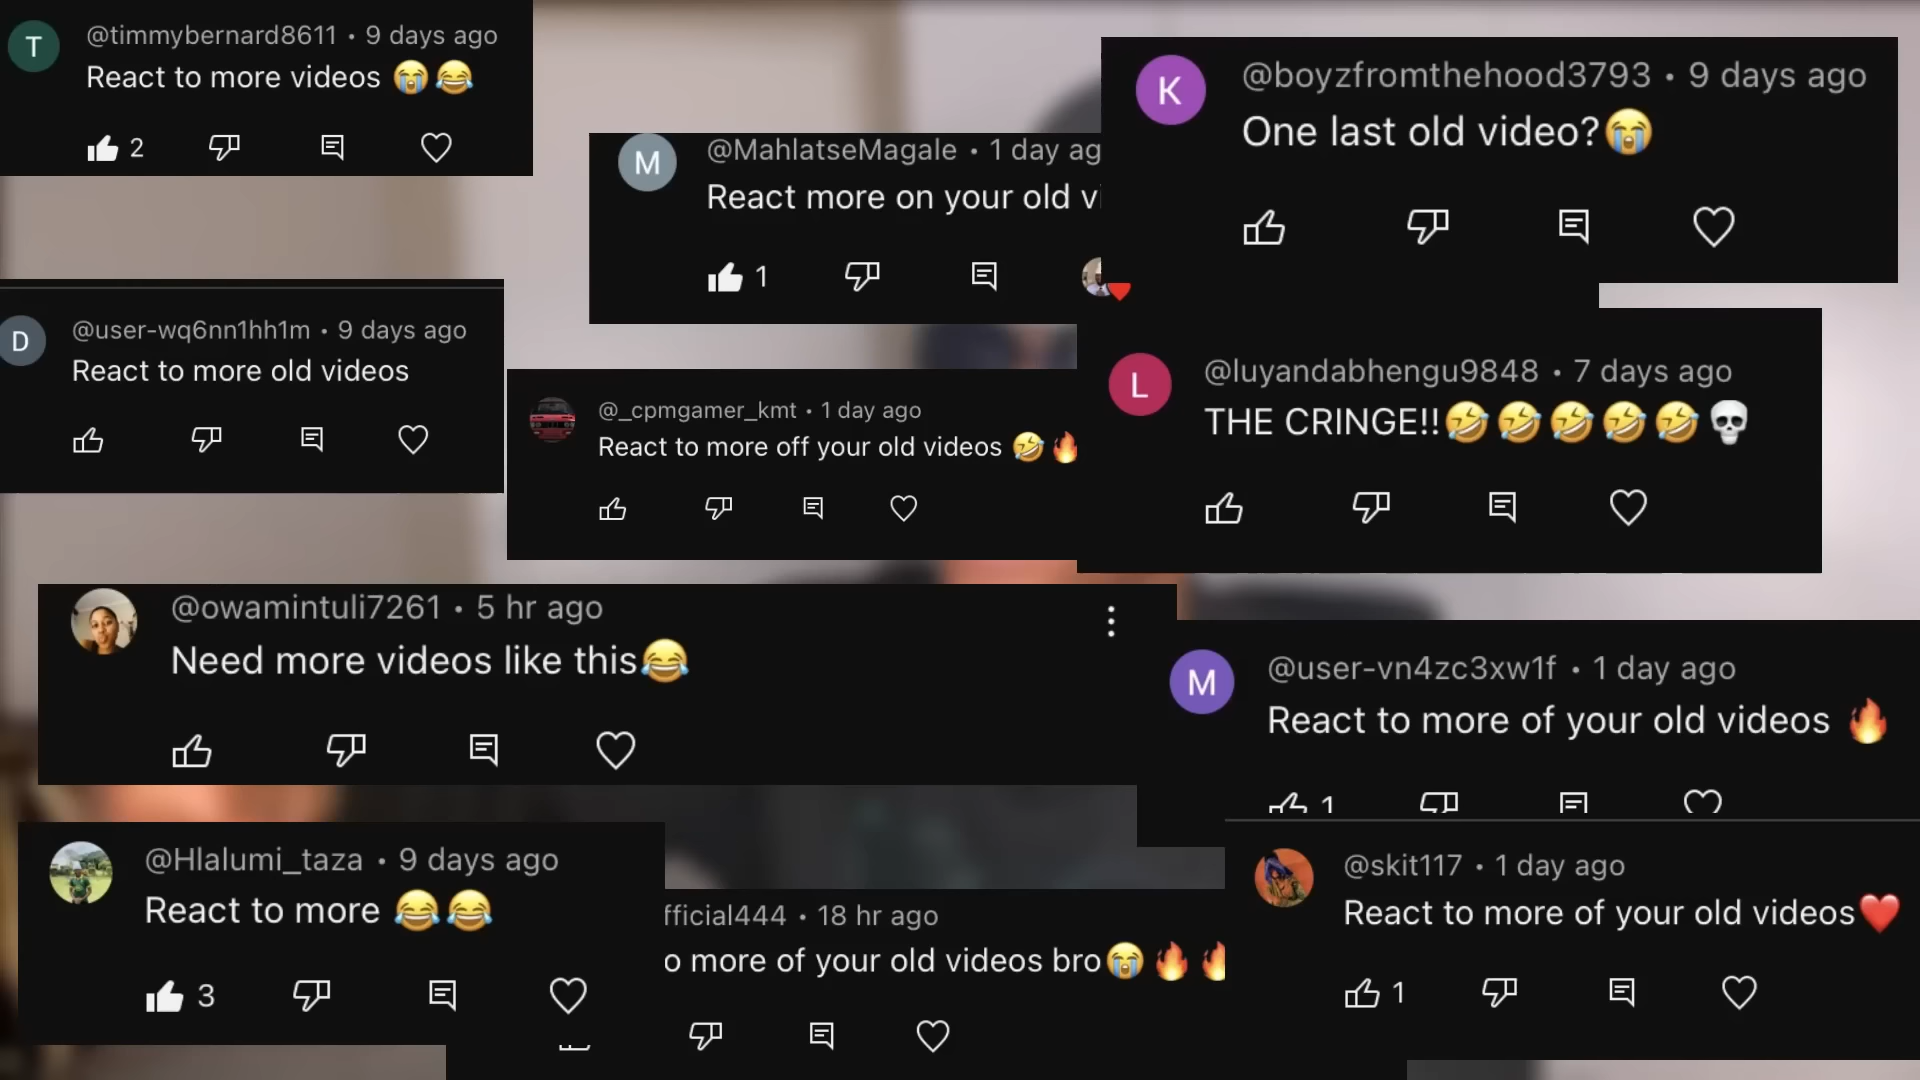 T
@timmybernard8611 • 9 days ago
React to more videos 😭😂
2
K
@boyzfromthehood3793 • 9 days ago
One last old video?😭
M
@MahlatseMagale • 1 day ag
React more on your old vi
1
D
@user-wq6nn1hh1m • 9 days ago
React to more old videos
L
@luyandabhengu9848 • 7 days ago
THE CRINGE!!🤣🤣🤣🤣🤣💀
@_cpmgamer_kmt • 1 day ago
React to more off your old videos 🤣🔥
@owamintuli7261 • 5 hr ago
Need more videos like this😂
M
@user-vn4zc3xw1f • 1 day ago
React to more of your old videos 🔥
1
@Hlalumi_taza • 9 days ago
React to more 😂😂
3
fficial444 • 18 hr ago
o more of your old videos bro😭🔥🔥
@skit117 • 1 day ago
React to more of your old videos❤️
1